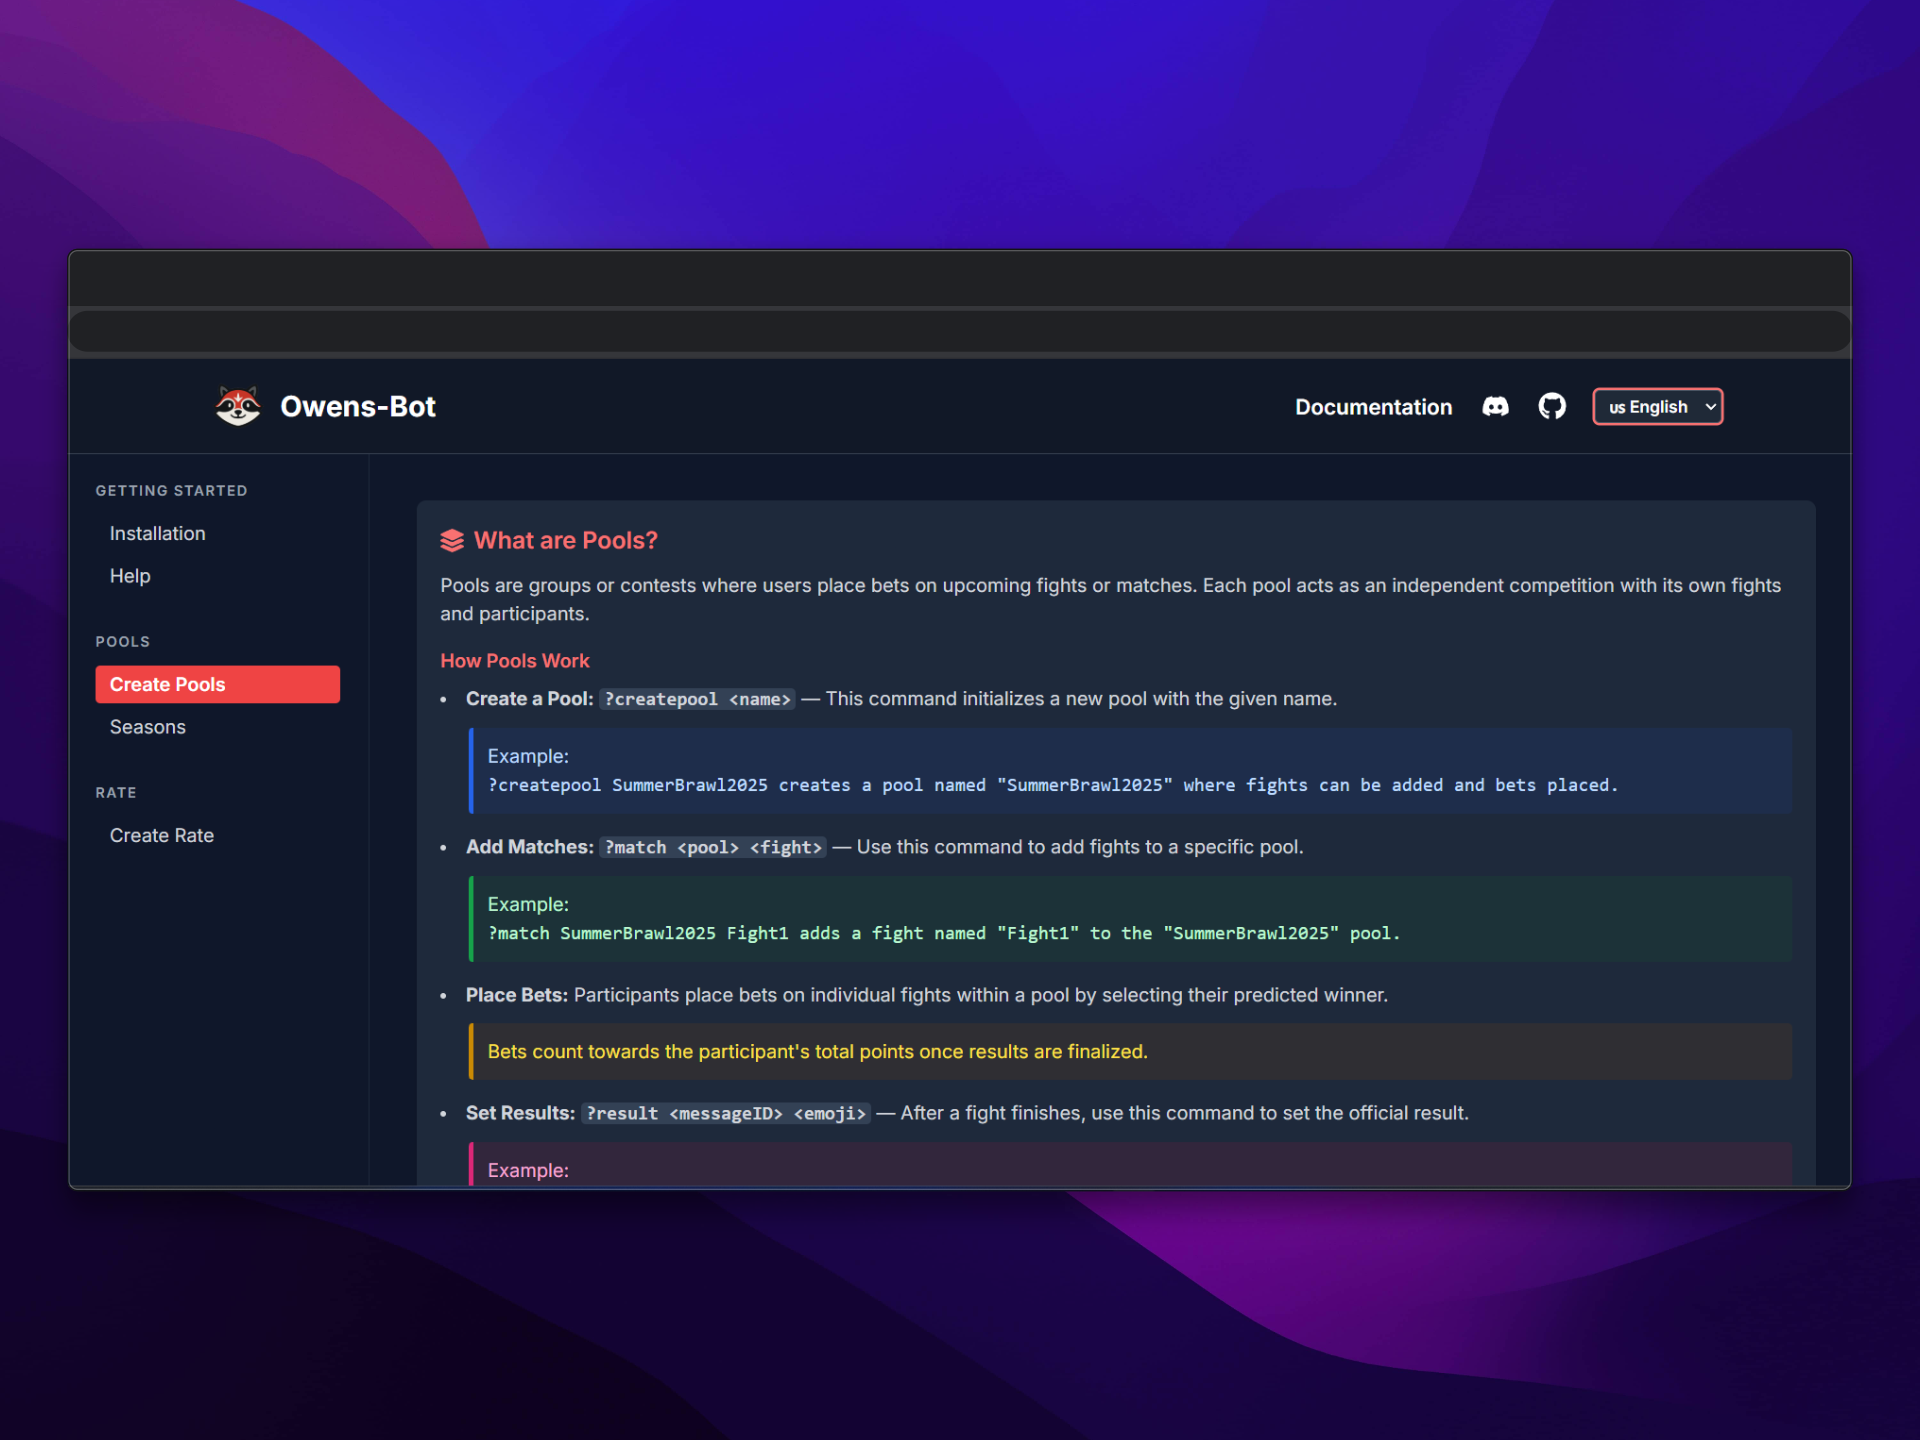 Owens-Bot
Documentation
us English
GETTING STARTED
Installation
Help
POOLS
Create Pools
Seasons
RATE
Create Rate
What are Pools?
Pools are groups or contests where users place bets on upcoming fights or matches. Each pool acts as an independent competition with its own fights
and participants.
How Pools Work
• Create a Pool: ?createpool <name> — This command initializes a new pool with the given name.
Example:
?createpool SummerBrawl2025 creates a pool named "SummerBrawl2025" where fights can be added and bets placed.
• Add Matches: ?match <pool> <fight> — Use this command to add fights to a specific pool.
Example:
?match SummerBrawl2025 Fight1 adds a fight named "Fight1" to the "SummerBrawl2025" pool.
• Place Bets: Participants place bets on individual fights within a pool by selecting their predicted winner.
Bets count towards the participant's total points once results are finalized.
• Set Results: ?result <messageID> <emoji> — After a fight finishes, use this command to set the official result.
Example: